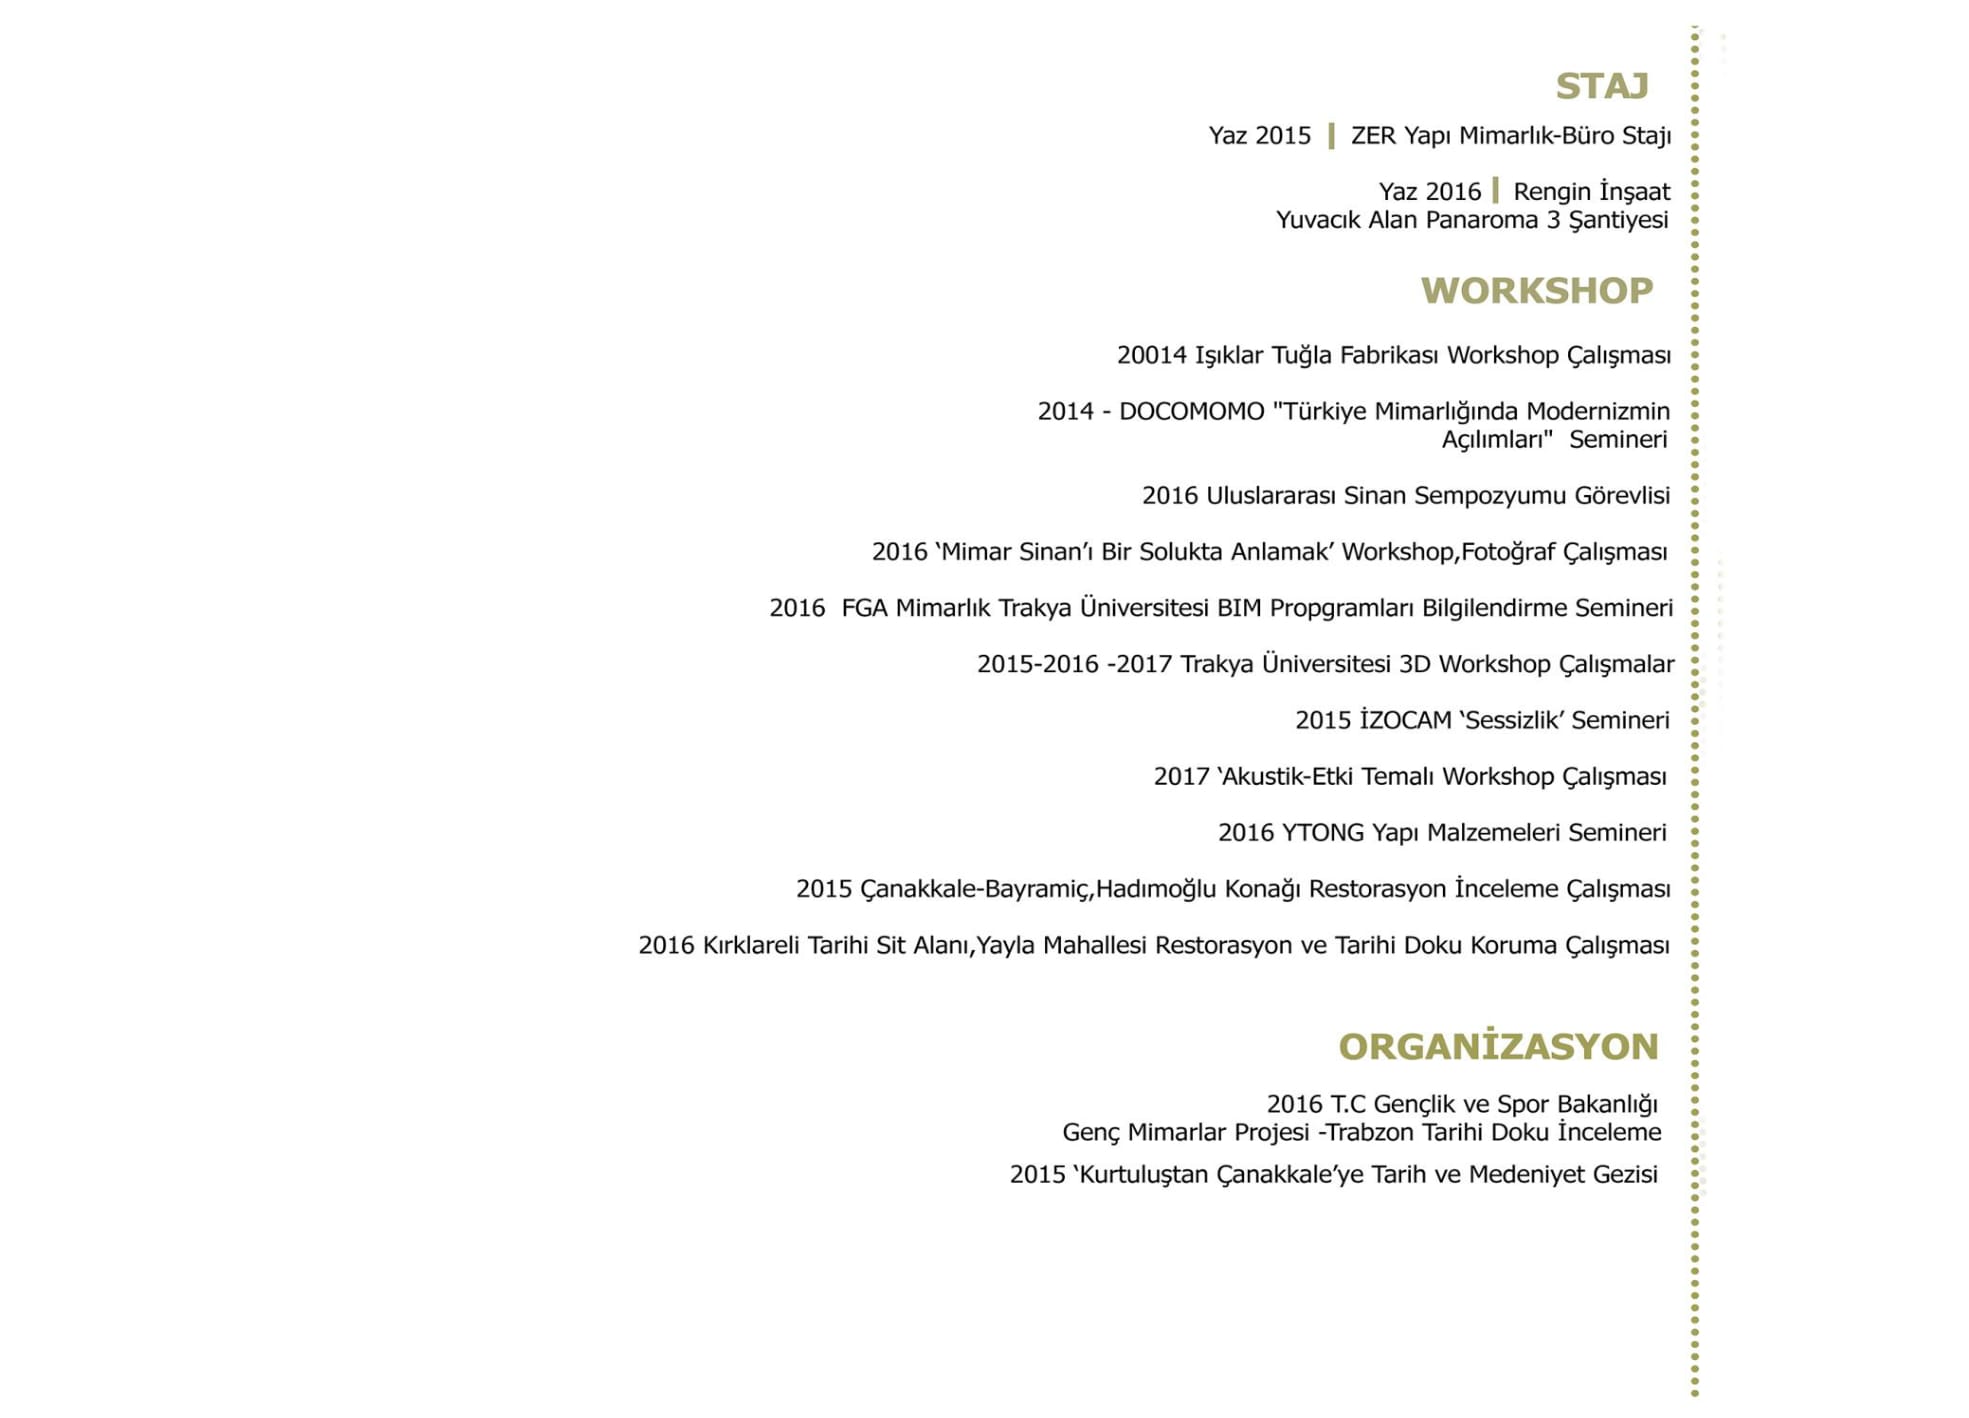 STAJ
Yaz 2015 | ZER Yapı Mimarlık-Büro Stajı
Yaz 2016 | Rengin İnşaat
Yuvacık Alan Panaroma 3 Şantiyesi
WORKSHOP
20014 Işıklar Tuğla Fabrikası Workshop Çalışması
2014 - DOCOMOMO "Türkiye Mimarlığında Modernizmin
Açılımları"  Semineri
2016 Uluslararası Sinan Sempozyumu Görevlisi
2016 ‘Mimar Sinan’ı Bir Solukta Anlamak’ Workshop,Fotoğraf Çalışması
2016  FGA Mimarlık Trakya Üniversitesi BIM Propgramları Bilgilendirme Semineri
2015-2016 -2017 Trakya Üniversitesi 3D Workshop Çalışmalar
2015 İZOCAM ‘Sessizlik’ Semineri
2017 ‘Akustik-Etki Temalı Workshop Çalışması
2016 YTONG Yapı Malzemeleri Semineri
2015 Çanakkale-Bayramiç,Hadımoğlu Konağı Restorasyon İnceleme Çalışması
2016 Kırklareli Tarihi Sit Alanı,Yayla Mahallesi Restorasyon ve Tarihi Doku Koruma Çalışması
ORGANİZASYON
2016 T.C Gençlik ve Spor Bakanlığı
Genç Mimarlar Projesi -Trabzon Tarihi Doku İnceleme
2015 ‘Kurtuluştan Çanakkale’ye Tarih ve Medeniyet Gezisi